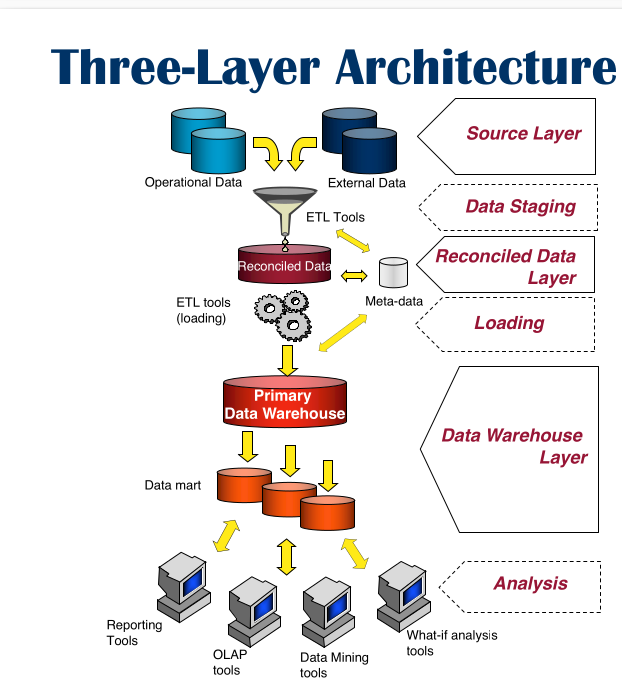 Three-Layer Architecture
Source Layer
Operational Data
External Data
Data Staging
ETL Tools
Reconciled Data
Reconciled Data
Layer
Meta-data
ETL tools
(loading)
Loading
Primary
Data Warehouse
Data Warehouse
Layer
Data mart
Analysis
Reporting
Tools
OLAP
tools
Data Mining
tools
What-if analysis
tools